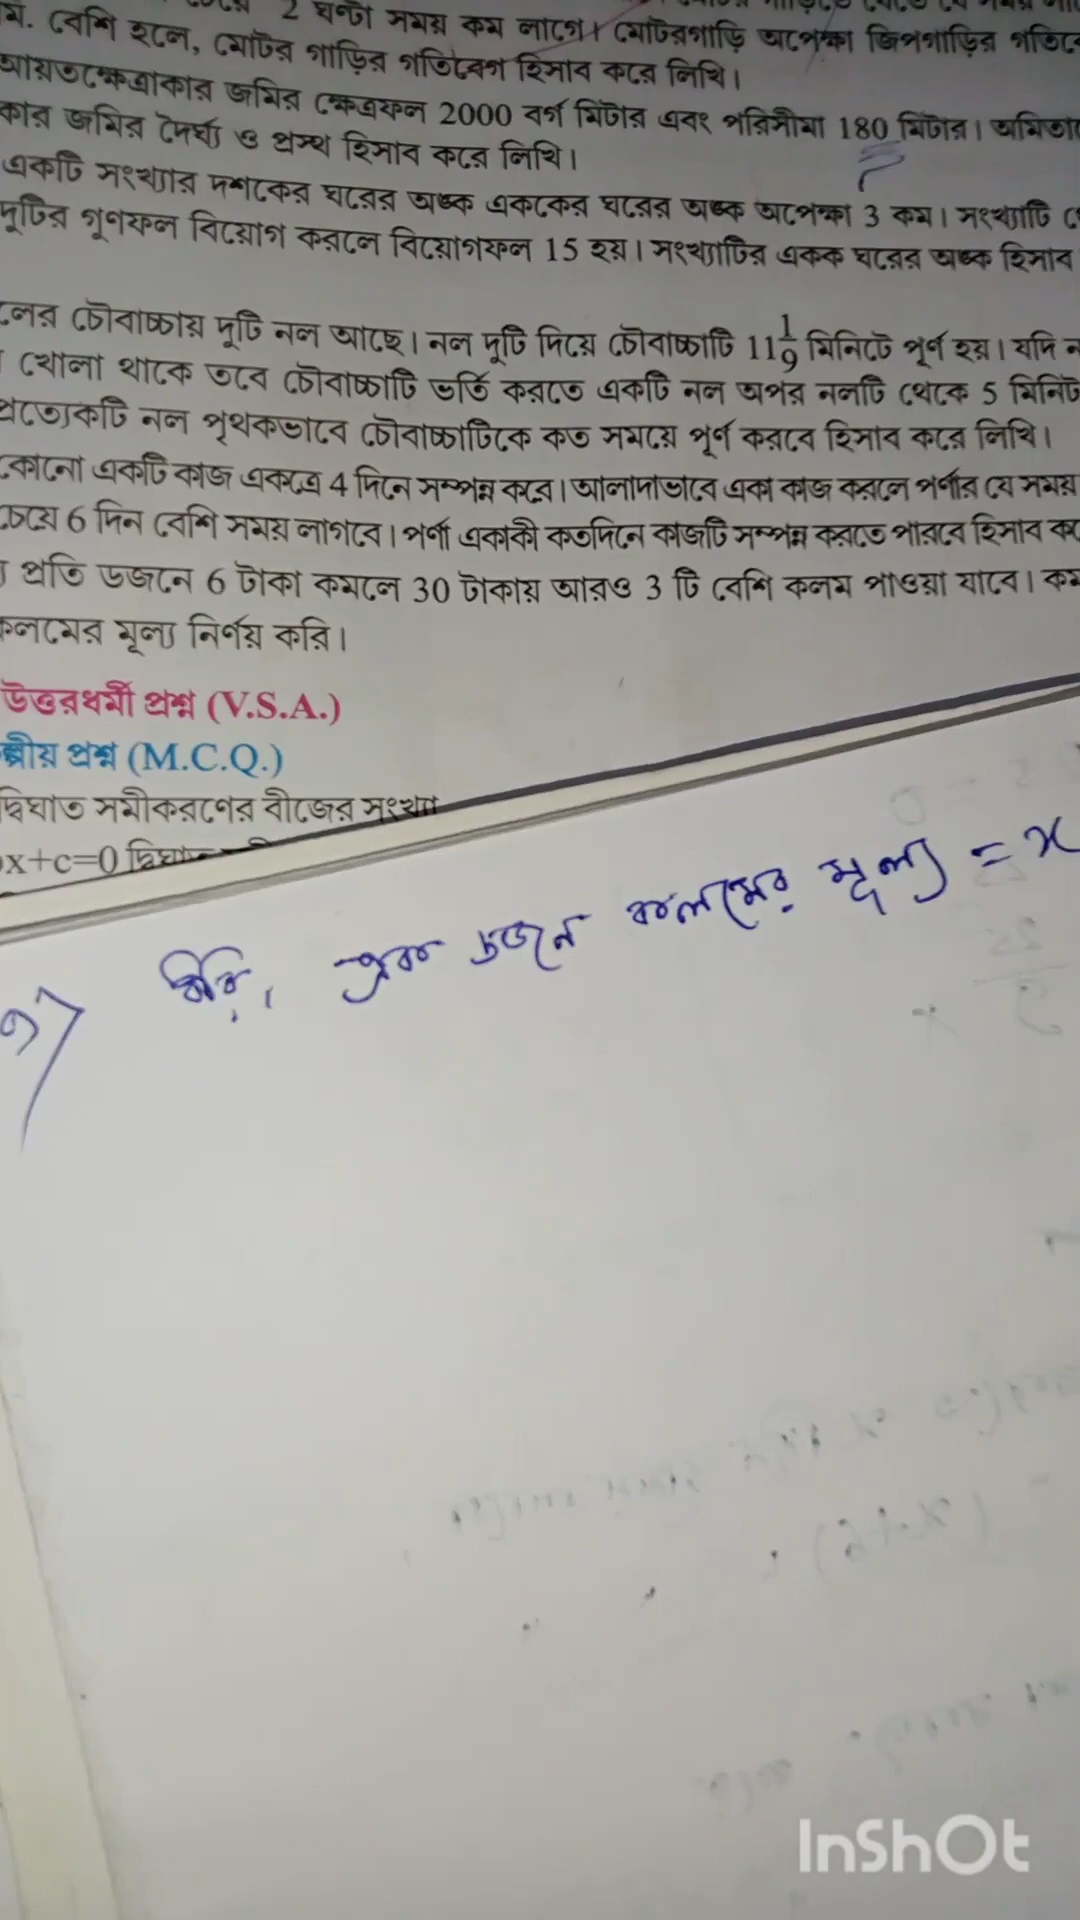 2 ঘণ্টা সময় কম লাগে। মোটরগাড়ি অপেক্ষা জিপগাড়ির গতিবে
মি. বেশি হলে, মোটর গাড়ির গতিবেগ হিসাব করে লিখি।
আয়তক্ষেত্রাকার জমির ক্ষেত্রফল 2000 বর্গ মিটার এবং পরিসীমা 180 মিটার। অমিতা
কার জমির দৈর্ঘ্য ও প্রস্থ হিসাব করে লিখি।
একটি সংখ্যার দশকের ঘরের অঙ্ক এককের ঘরের অঙ্ক অপেক্ষা 3 কম। সংখ্যাটি থে
দুটির গুণফল বিয়োগ করলে বিয়োগফল 15 হয়। সংখ্যাটির একক ঘরের অঙ্ক হিসাব
লের চৌবাচ্চায় দুটি নল আছে। নল দুটি দিয়ে চৌবাচ্চাটি 11 1/9 মিনিটে পূর্ণ হয়। যদি ন
খোলা থাকে তবে চৌবাচ্চাটি ভর্তি করতে একটি নল অপর নলটি থেকে 5 মিনিট
প্রত্যেকটি নল পৃথকভাবে চৌবাচ্চাটিকে কত সময়ে পূর্ণ করবে হিসাব করে লিখি।
কোনো একটি কাজ একত্রে 4 দিনে সম্পন্ন করে। আলাদাভাবে একা কাজ করলে পর্ণার যে সময়
চেয়ে 6 দিন বেশি সময় লাগবে। পর্ণা একাকী কতদিনে কাজটি সম্পন্ন করতে পারবে হিসাব ক
প্রতি ডজনে 6 টাকা কমলে 30 টাকায় আরও 3 টি বেশি কলম পাওয়া যাবে। কম
কলমের মূল্য নির্ণয় করি।
উত্তরধর্মী প্রশ্ন (V.S.A.)
ল্পীয় প্রশ্ন (M.C.Q.)
দ্বিঘাত সমীকরণের বীজের সংখ্যা
x+c=0 দ্বিঘাত
ধরি, এক ডজন কলমের মূল্য = x
InShOt